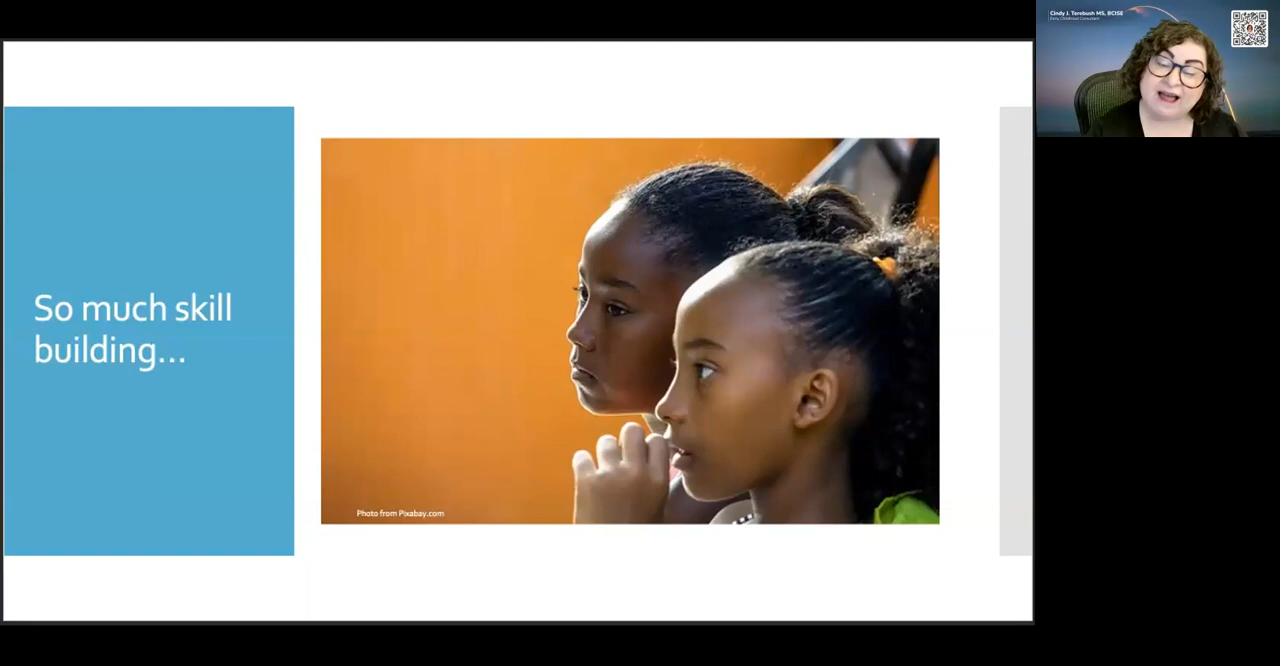 So much skill
building...
Photo from Pixabay.com
Cindy J. Terebush MS, BCISE
Early Childhood Consultant